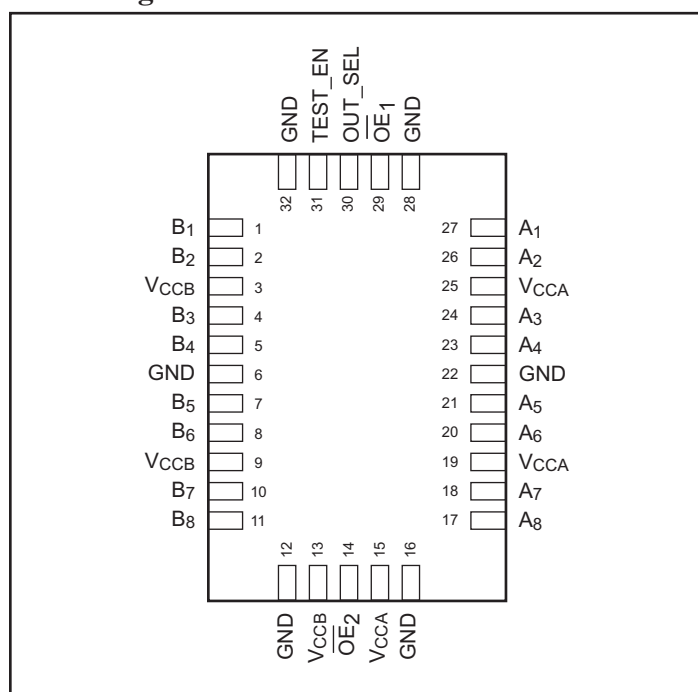 g
GND
TEST_EN
OUT_SEL
OE1
GND
32
31
30
29
28
B1 1 27 A1
B2 2 26 A2
VCCB 3 25 VCCA
B3 4 24 A3
B4 5 23 A4
GND 6 22 GND
B5 7 21 A5
B6 8 20 A6
VCCB 9 19 VCCA
B7 10 18 A7
B8 11 17 A8
12
13
14
15
16
GND
VCCB
OE2
VCCA
GND